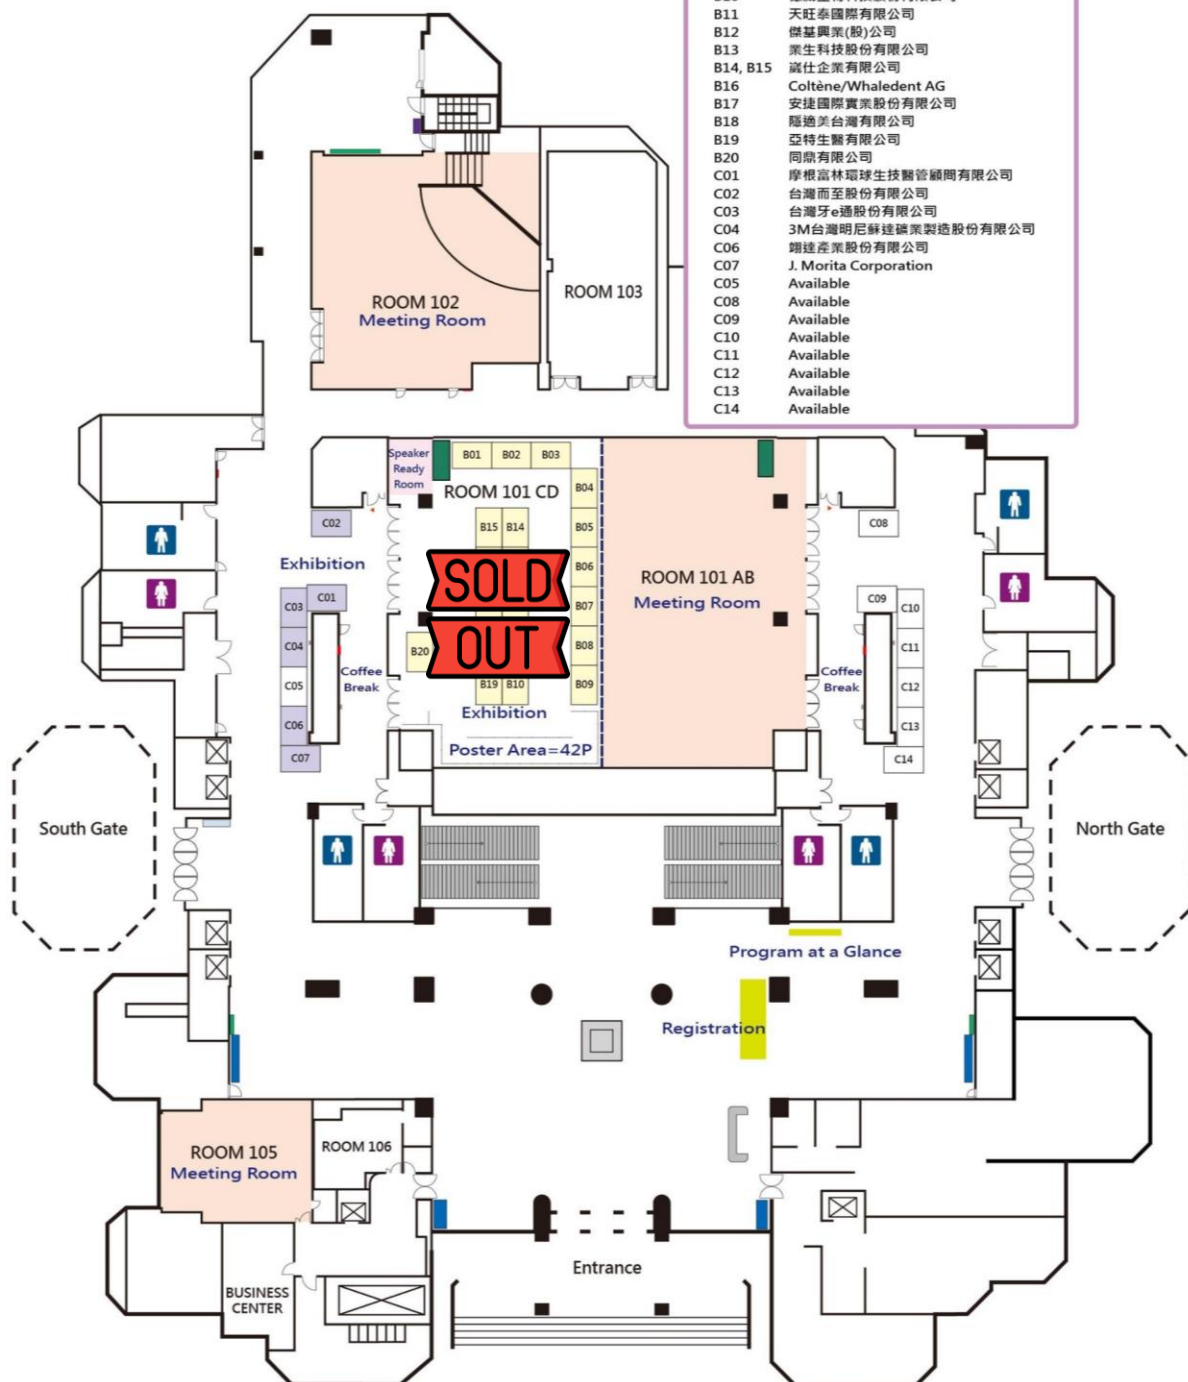 B11 天旺泰國際有限公司
B12 傑基興業(股)公司
B13 業生科技股份有限公司
B14, B15 崴仕企業有限公司
B16 Coltène/Whaledent AG
B17 安捷國際實業股份有限公司
B18 隱適美台灣有限公司
B19 亞特生醫有限公司
B20 同鼎有限公司
C01 摩根富林環球生技醫管顧問有限公司
C02 台灣而至股份有限公司
C03 台灣牙e通股份有限公司
C04 3M台灣明尼蘇達礦業製造股份有限公司
C06 翊達產業股份有限公司
C07 J. Morita Corporation
C05 Available
C08 Available
C09 Available
C10 Available
C11 Available
C12 Available
C13 Available
C14 Available
ROOM 102
Meeting Room
ROOM 103
Speaker
Ready
Room
B01 B02 B03
ROOM 101 CD
B04
B15 B14
B05
B06
B07
B08
B09
B20
B19 B10
SOLD
OUT
Exhibition
Poster Area=42P
ROOM 101 AB
Meeting Room
C02
Exhibition
C01
C03
C04
C05
C06
C07
Coffee
Break
C08
C09
C10
C11
C12
C13
C14
Coffee
Break
South Gate
North Gate
Program at a Glance
Registration
ROOM 105
Meeting Room
ROOM 106
BUSINESS
CENTER
Entrance